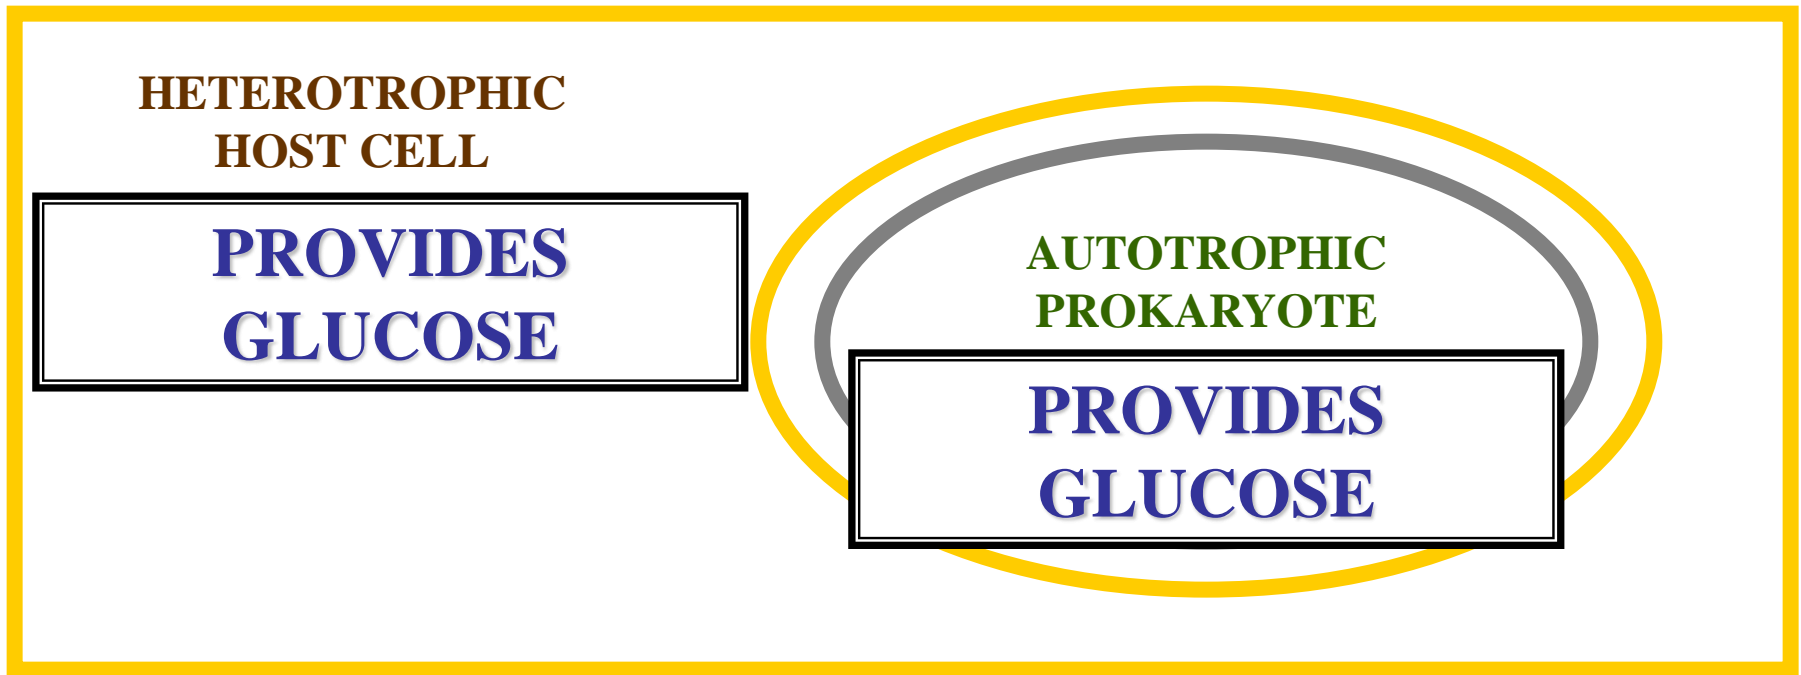 HETEROTROPHIC
HOST CELL
PROVIDES
GLUCOSE
AUTOTROPHIC
PROKARYOTE
PROVIDES
GLUCOSE